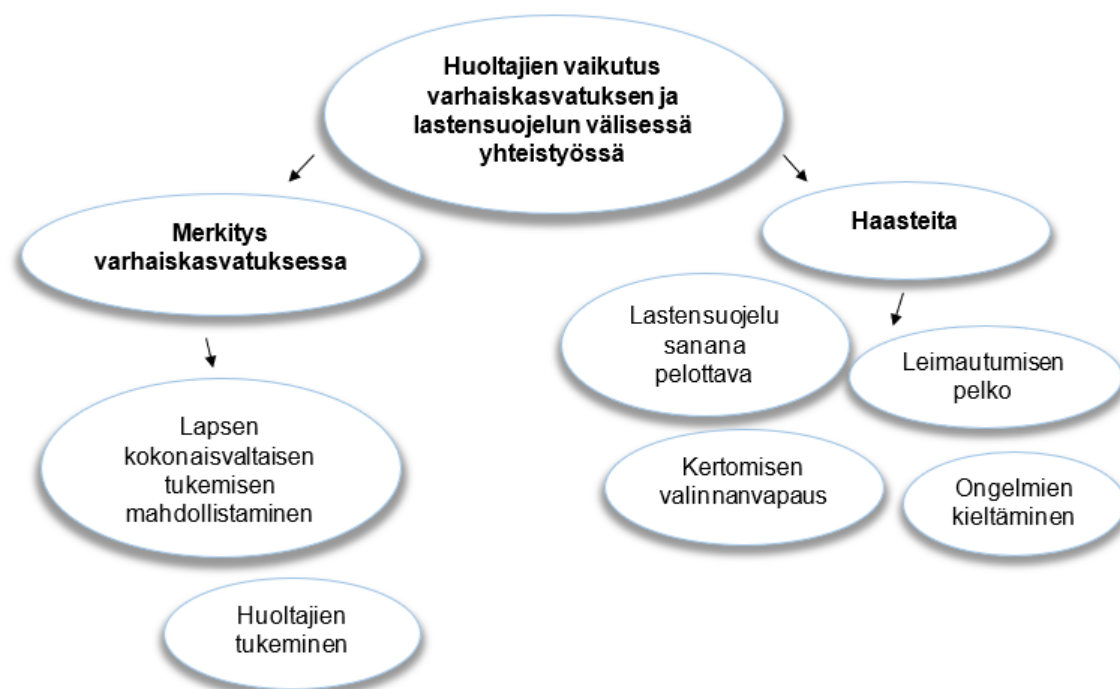 Huoltajien vaikutus
varhaiskasvatuksen ja
lastensuojelun välisessä
yhteistyössä
Merkitys
varhaiskasvatuksessa
Haasteita
Lapsen
kokonaisvaltaisen
tukemisen
mahdollistaminen
Huoltajien
tukeminen
Lastensuojelu
sanana
pelottava
Leimautumisen
pelko
Kertomisen
valinnanvapaus
Ongelmien
kieltäminen